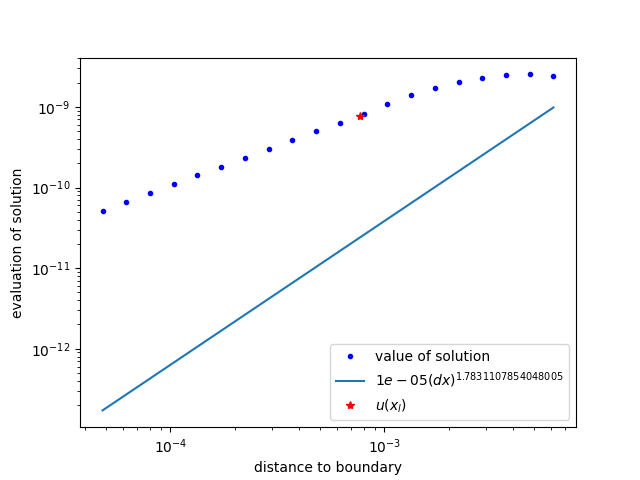 10⁻⁹
10⁻¹⁰
10⁻¹¹
10⁻¹²
evaluation of solution
10⁻⁴
10⁻³
distance to boundary
value of solution
1e − 05(dx)^1.7831107854048005
u(x_l)